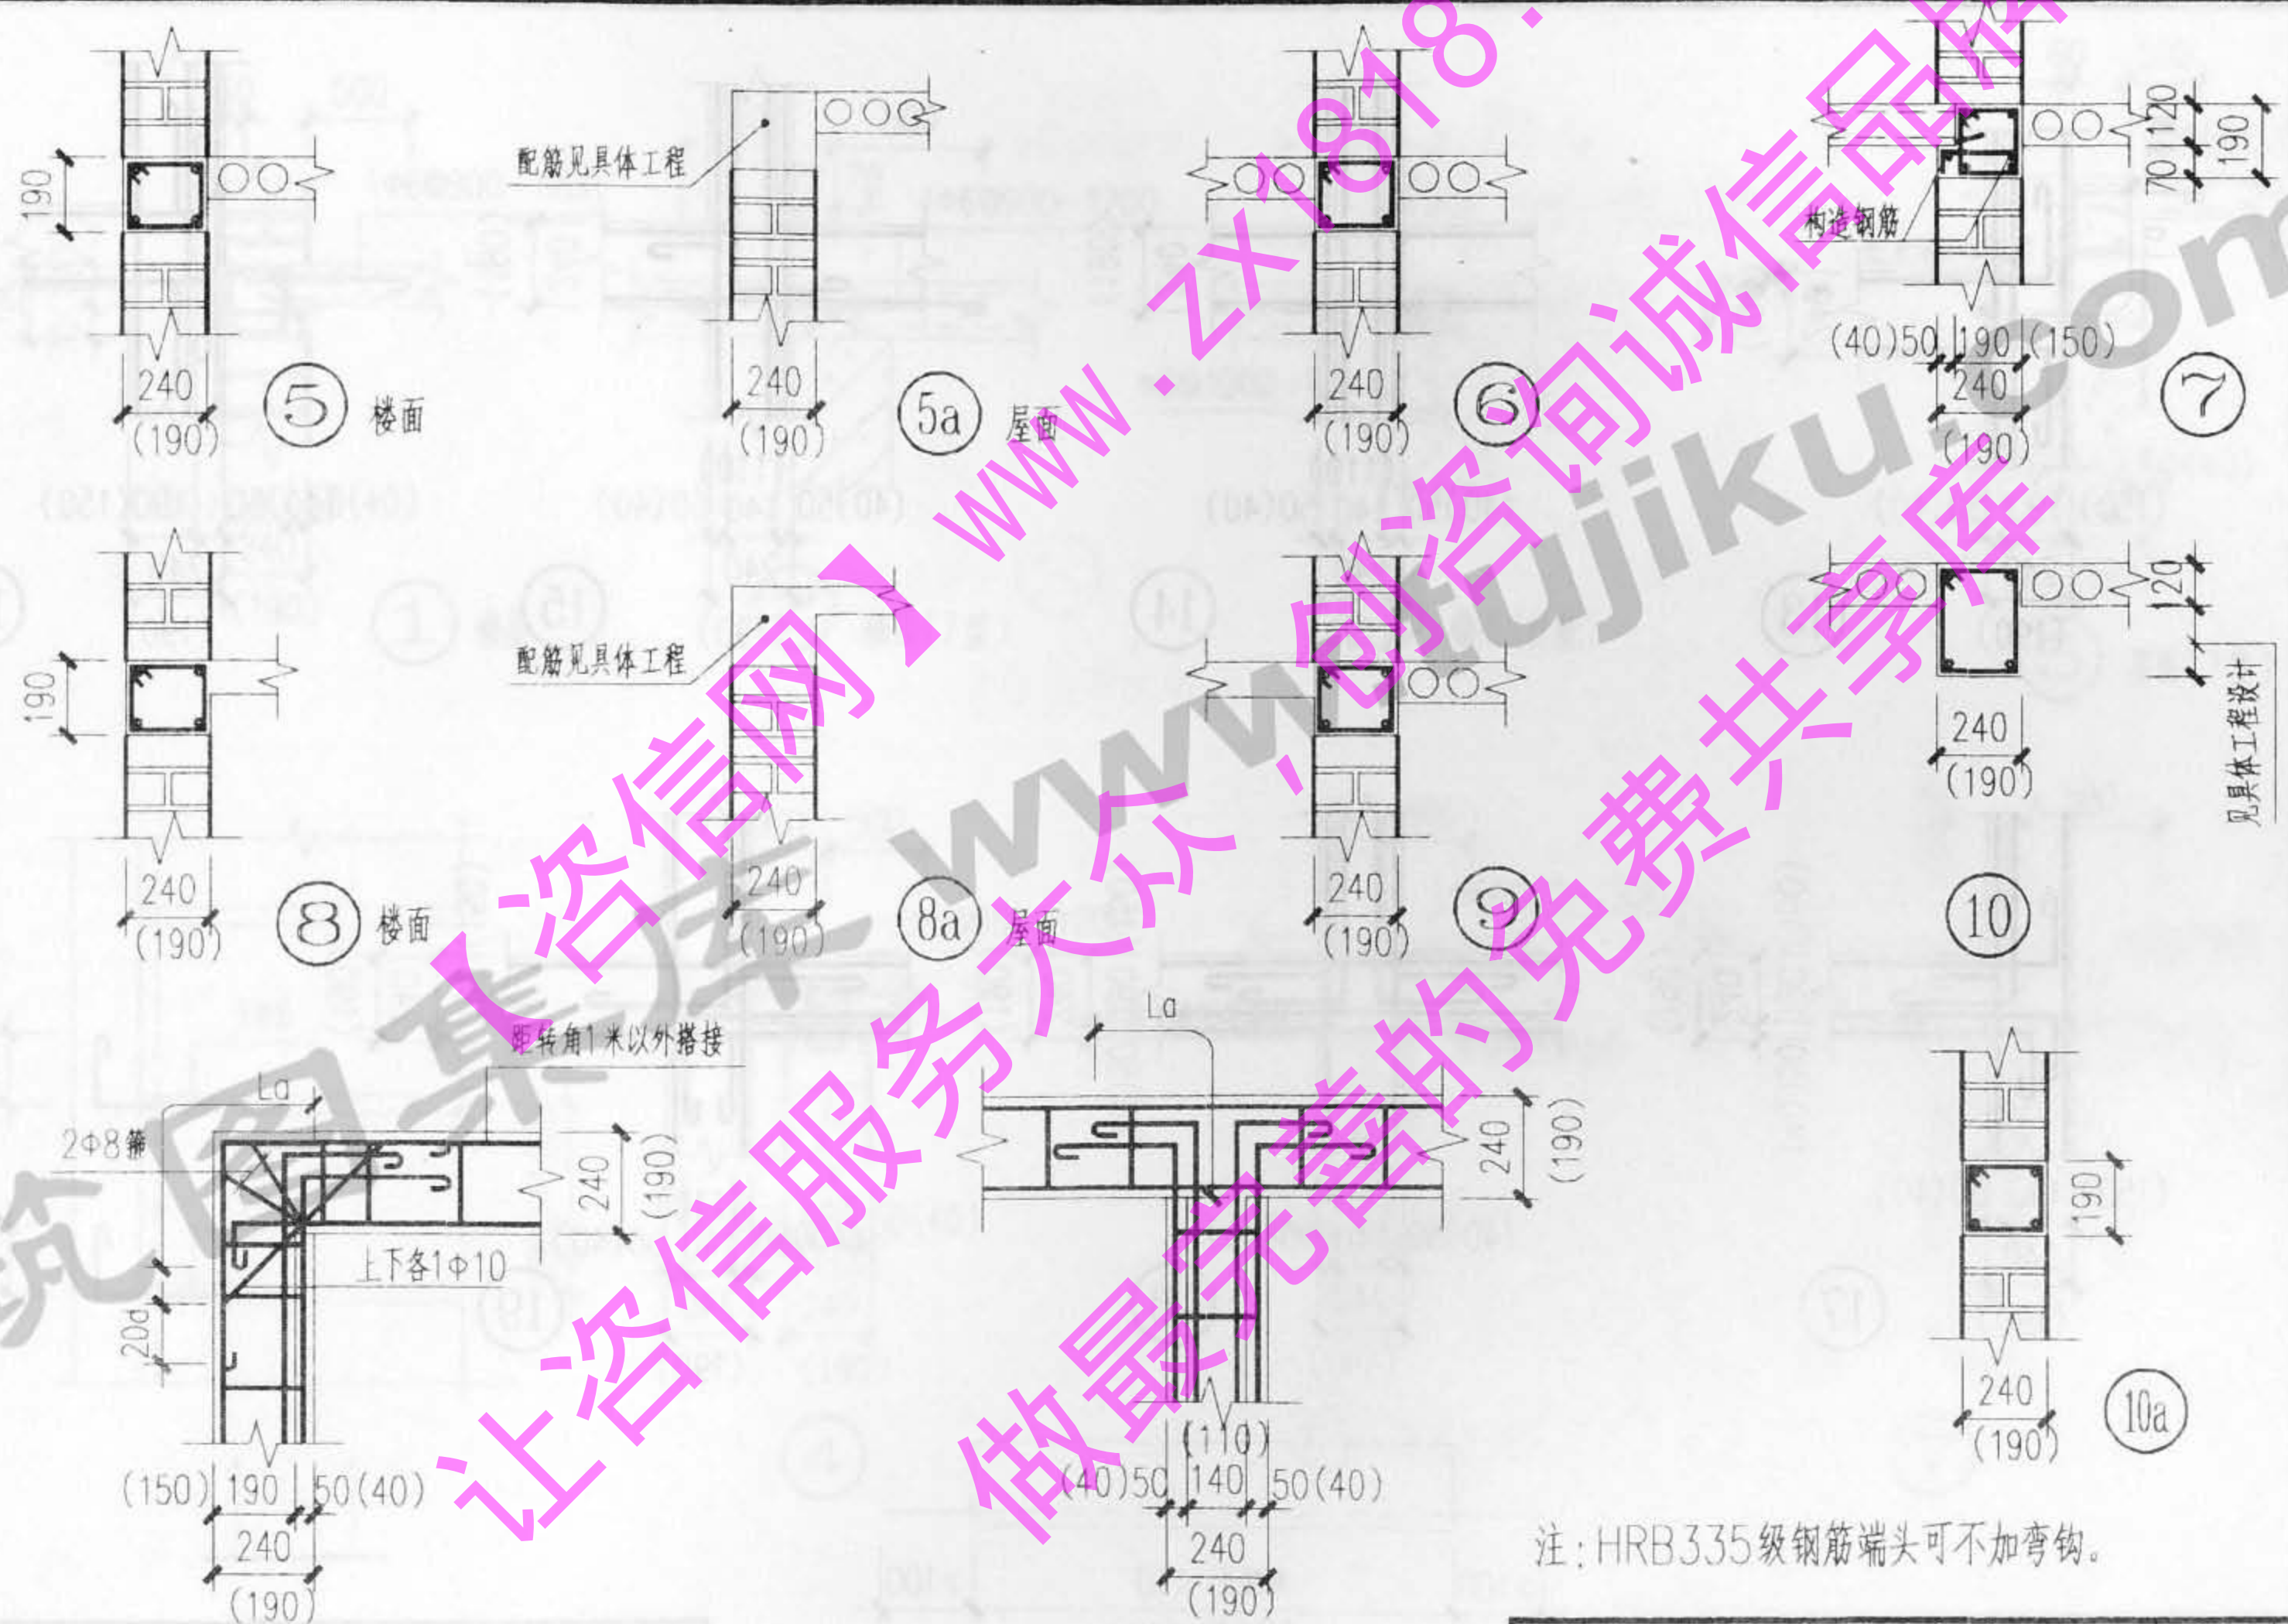 190
240
(190)
5
楼面
配筋见具体工程
240
(190)
5a
屋面
240
(190)
6
120
70
190
构造钢筋
(40)50 190 (150)
240
(190)
7
190
240
(190)
8
楼面
配筋见具体工程
240
(190)
8a
屋面
240
(190)
9
120
见具体工程设计
240
(190)
10
距转角1米以外搭接
La
2Φ8箍
240
(190)
上下各1Φ10
20d
(150) 190 50(40)
240
(190)
La
240
(190)
(110)
(40)50 140 50(40)
240
(190)
190
240
(190)
10a
注:HRB335级钢筋端头可不加弯钩。
【咨信网】www.zx1818.
让咨信服务大众,创咨询诚信品牌
做最完善的免费共享库
筑图集库 www.tujiku.com